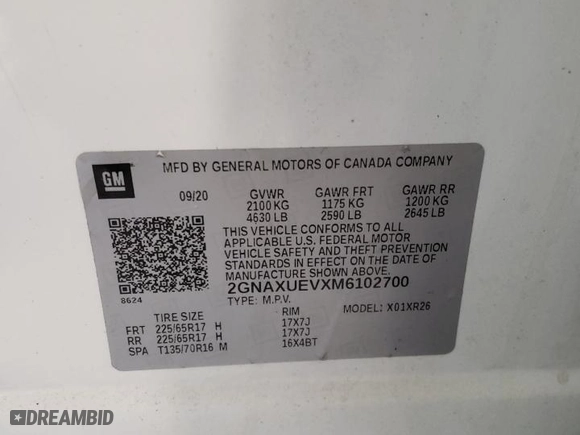 GM
MFD BY GENERAL MOTORS OF CANADA COMPANY
09/20 GVWR GAWR FRT GAWR RR
2100 KG 1175 KG 1200 KG
4630 LB 2590 LB 2645 LB
THIS VEHICLE CONFORMS TO ALL
APPLICABLE U.S. FEDERAL MOTOR
VEHICLE SAFETY AND THEFT PREVENTION
STANDARDS IN EFFECT ON THE DATE OF
MANUFACTURE SHOWN ABOVE.
8624
2GNAXUEVXM6102700
TYPE: M.P.V. MODEL: X01XR26
TIRE SIZE RIM
FRT 225/65R17 H 17X7J
RR 225/65R17 H 17X7J
SPA T135/70R16 M 16X4BT
DREAMBID